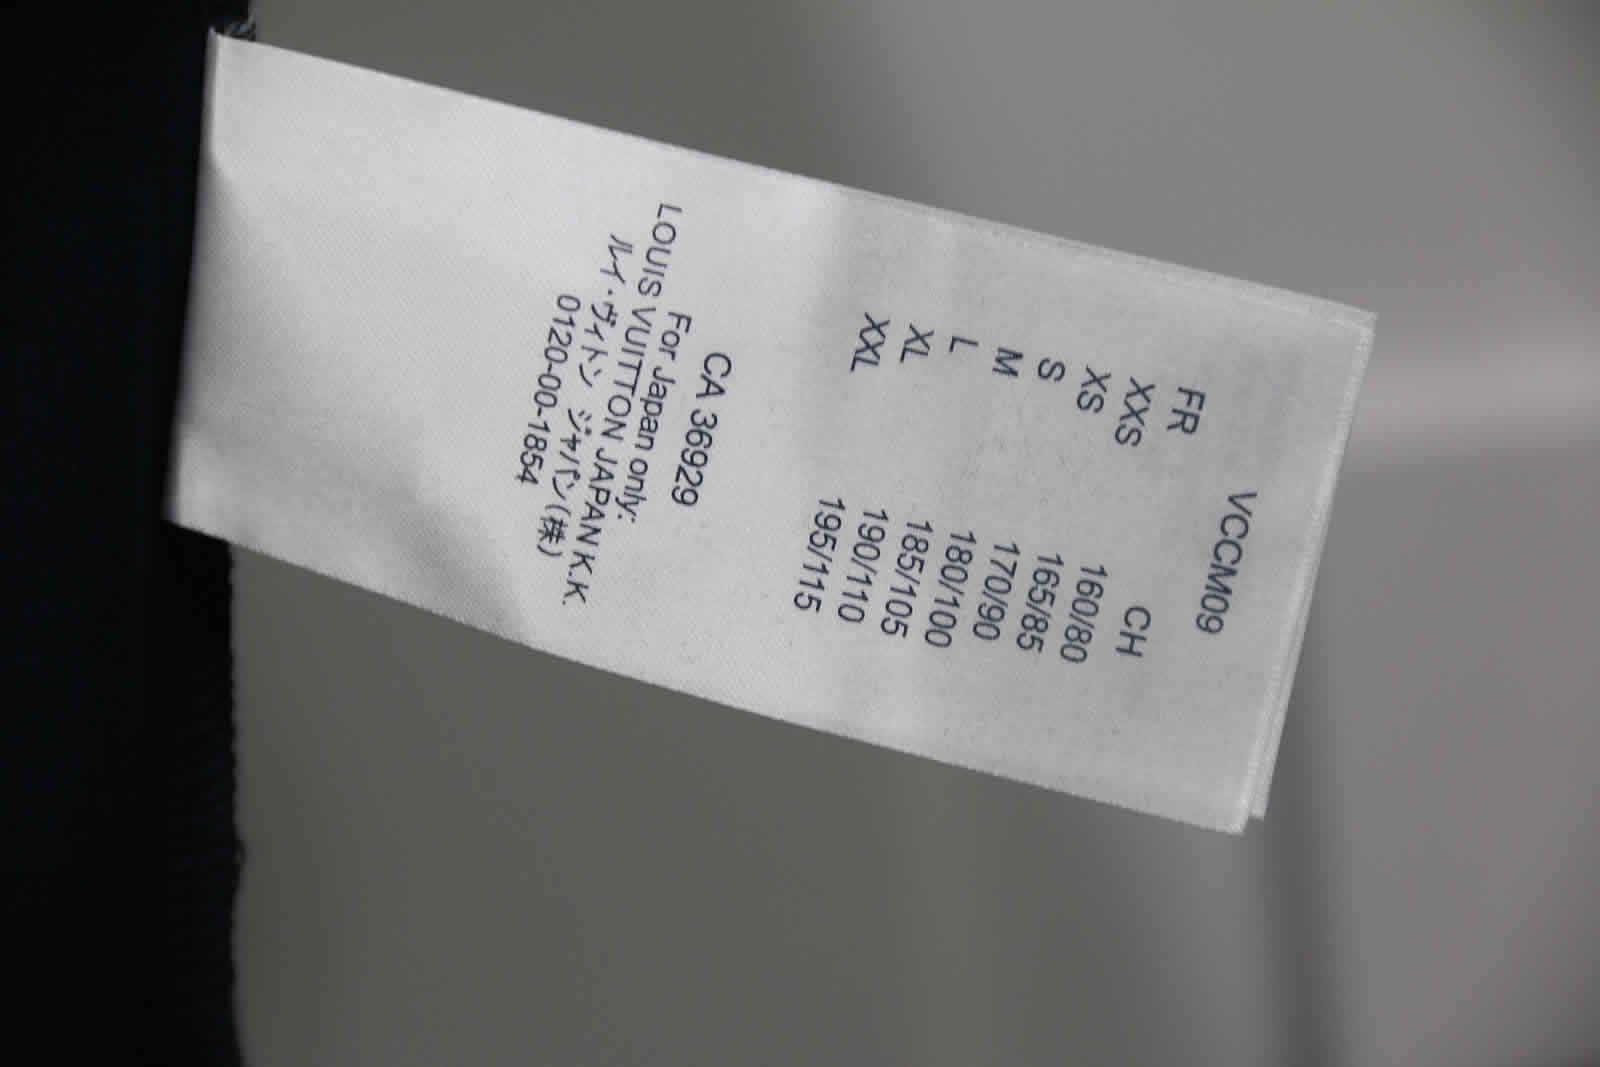 VCCM09
FR CH
XXS 160/80
XS 165/85
S 170/90
M 180/100
L 185/105
XL 190/110
XXL 195/115
CA 36929
For Japan only:
LOUIS VUITTON JAPAN K.K.
ルイ・ヴィトン ジャパン(株)
0120-00-1854